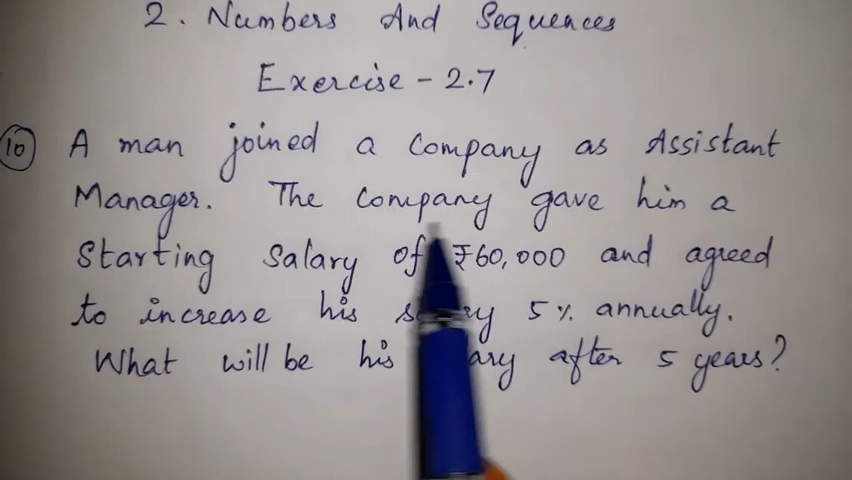 2. Numbers And Sequences
Exercise - 2.7
10 A man joined a company as Assistant
Manager. The company gave him a
starting salary of ₹60,000 and agreed
to increase his 5% annually.
What will be his after 5 years?